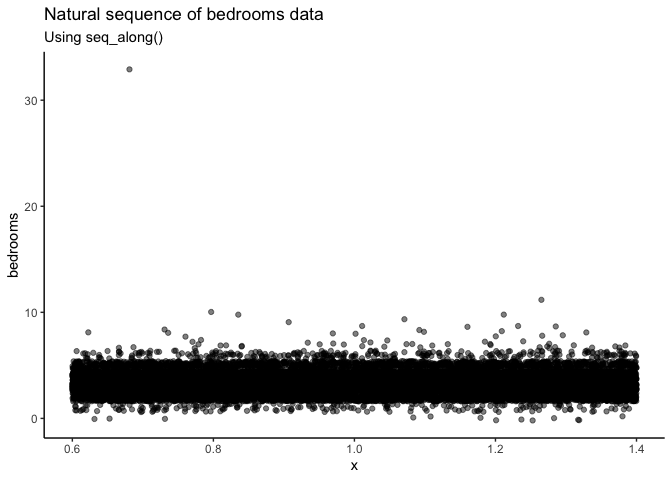 Natural sequence of bedrooms data
Using seq_along()
30
20
10
0
bedrooms
0.6 0.8 1.0 1.2 1.4
x